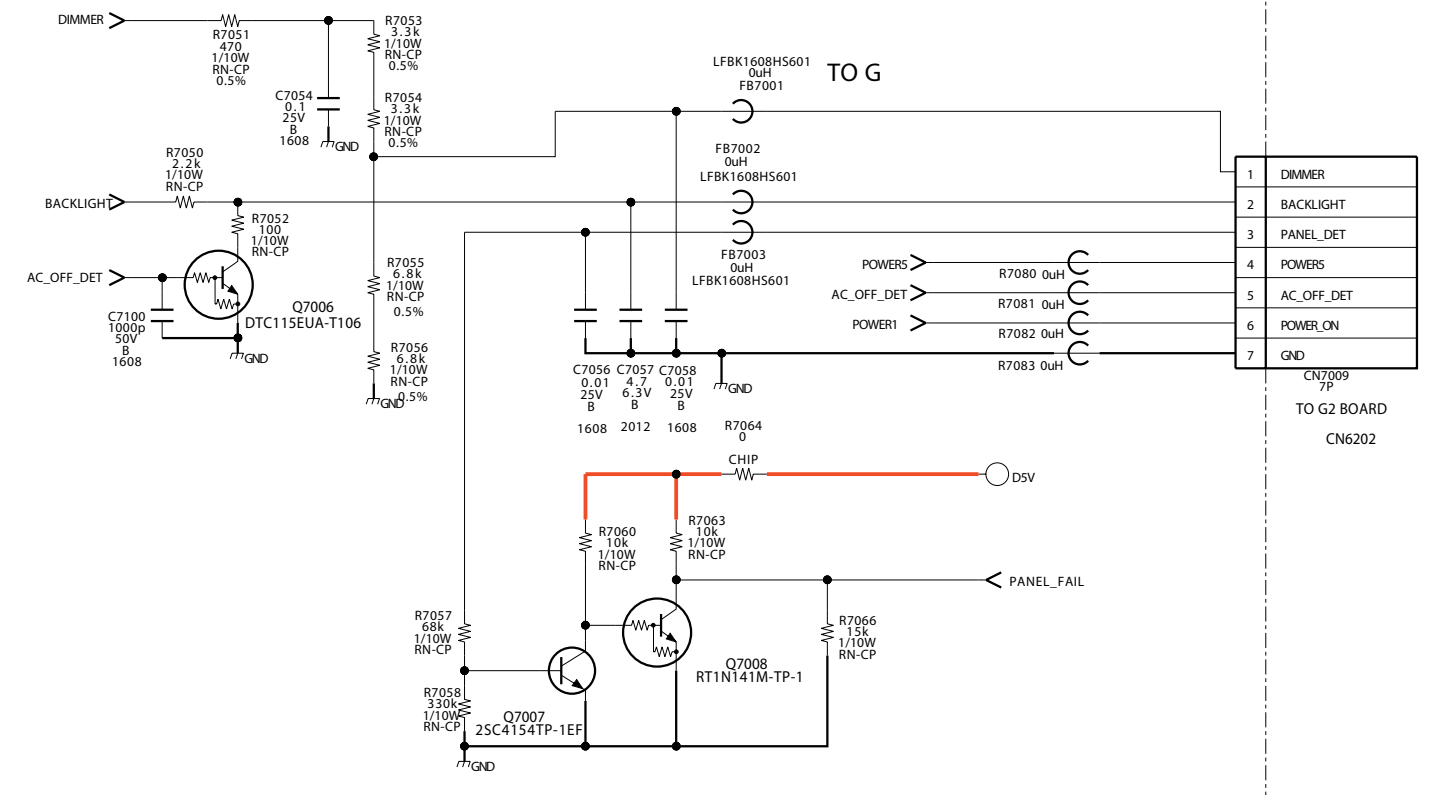 DIMMER
R7051
470
1/10W
RN-CP
0.5%
C7054
0.1
25V
B
1608
GND
R7053
3.3k
1/10W
RN-CP
0.5%
R7054
3.3k
1/10W
RN-CP
0.5%
LFBK1608HS601
0uH
FB7001
TO G
R7050
2.2k
1/10W
RN-CP
BACKLIGHT
R7052
100
1/10W
RN-CP
FB7002
0uH
LFBK1608HS601
FB7003
0uH
LFBK1608HS601
AC_OFF_DET
C7100
1000p
50V
B
1608
Q7006
DTC115EUA-T106
GND
R7055
6.8k
1/10W
RN-CP
0.5%
R7056
6.8k
1/10W
RN-CP
0.5%
GND
C7056
0.01
25V
B
1608
C7057
4.7
6.3V
B
2012
C7058
0.01
25V
B
1608
GND
POWER5
R7080 0uH
AC_OFF_DET
R7081 0uH
POWER1
R7082 0uH
R7083 0uH
1 DIMMER
2 BACKLIGHT
3 PANEL_DET
4 POWER5
5 AC_OFF_DET
6 POWER_ON
7 GND
CN7009
7P
TO G2 BOARD
CN6202
R7064
0
CHIP
D5V
R7060
10k
1/10W
RN-CP
R7063
10k
1/10W
RN-CP
PANEL_FAIL
R7057
68k
1/10W
RN-CP
R7058
330k
1/10W
RN-CP
Q7007
2SC4154TP-1EF
Q7008
RT1N141M-TP-1
R7066
15k
1/10W
RN-CP
GND